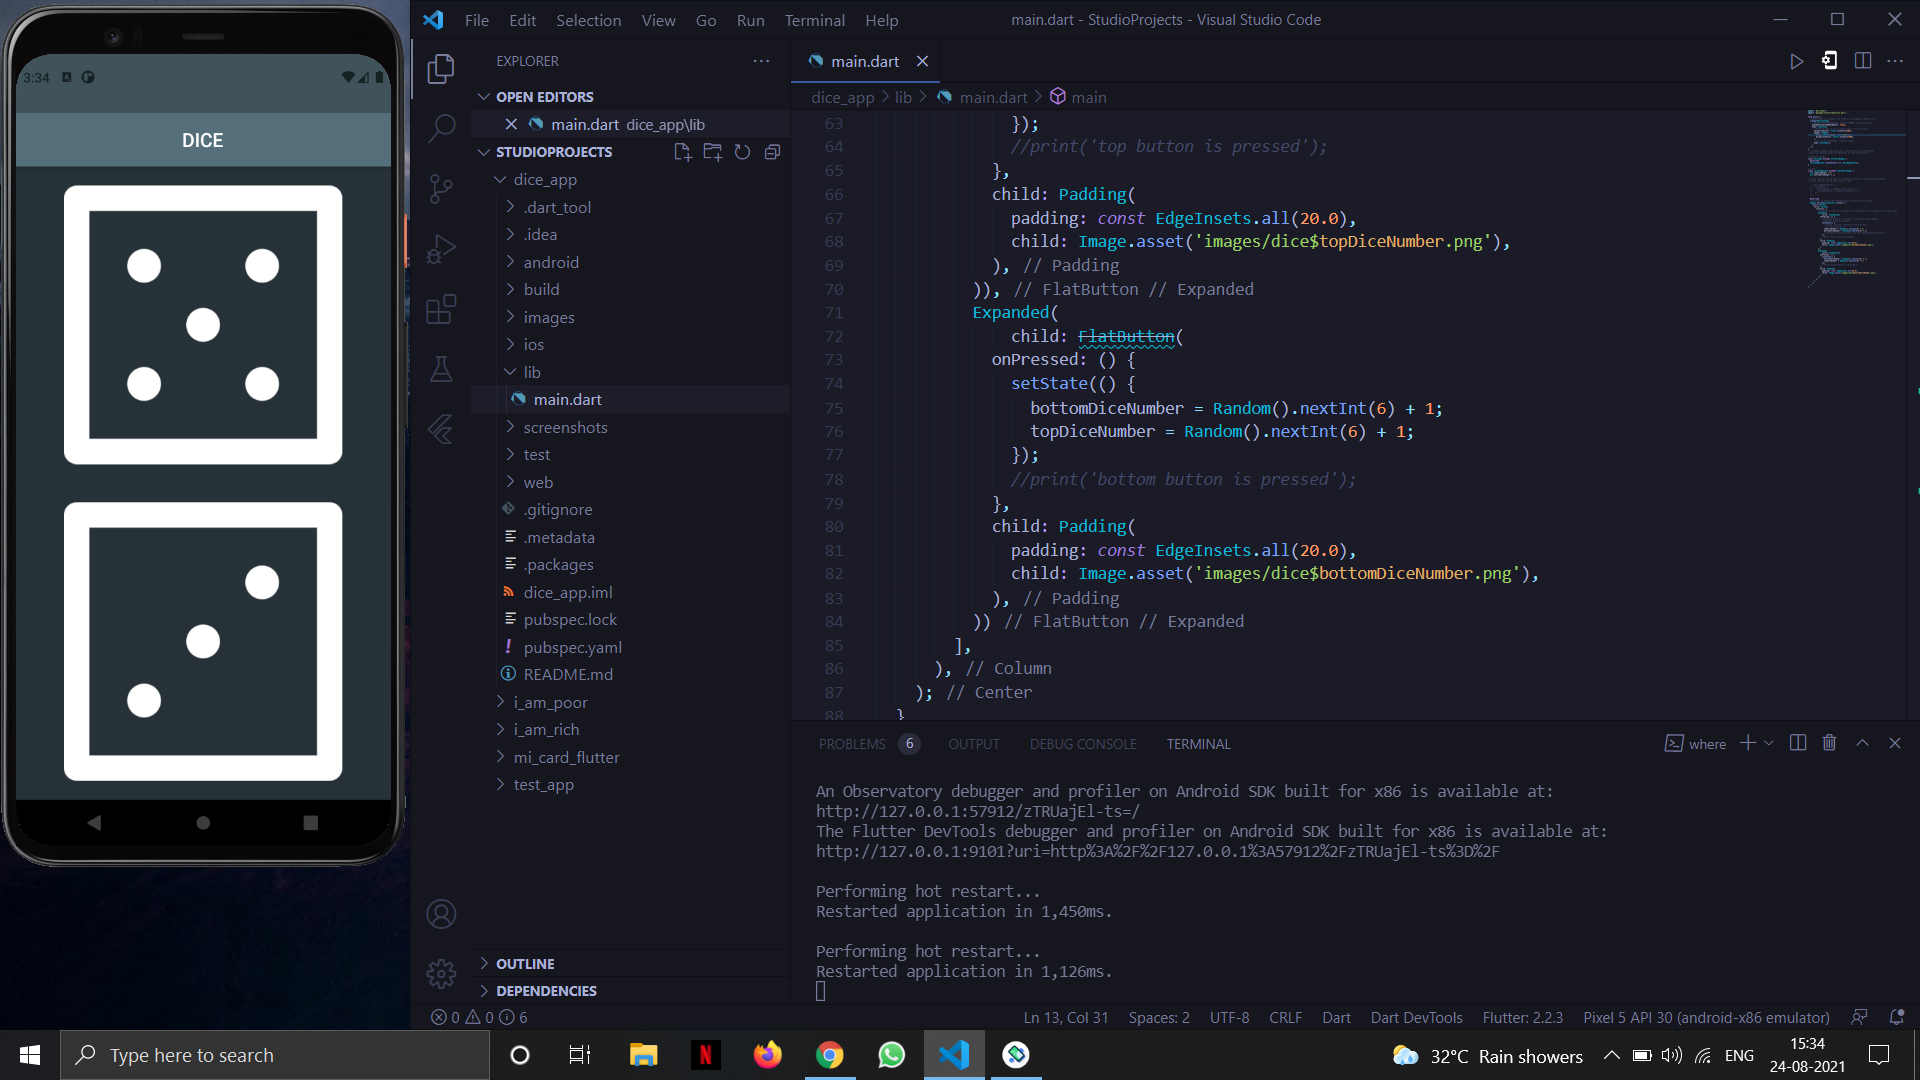 3:34
DICE
File Edit Selection View Go Run Terminal Help
main.dart - StudioProjects - Visual Studio Code
EXPLORER
OPEN EDITORS
main.dart dice_app\lib
STUDIOPROJECTS
dice_app
.dart_tool
.idea
android
build
images
ios
lib
main.dart
screenshots
test
web
.gitignore
.metadata
.packages
dice_app.iml
pubspec.lock
pubspec.yaml
README.md
i_am_poor
i_am_rich
mi_card_flutter
test_app
OUTLINE
DEPENDENCIES
main.dart
dice_app > lib > main.dart > main
63 });
64 //print('top button is pressed');
65 },
66 child: Padding(
67 padding: const EdgeInsets.all(20.0),
68 child: Image.asset('images/dice$topDiceNumber.png'),
69 ), // Padding
70 )), // FlatButton // Expanded
71 Expanded(
72 child: FlatButton(
73 onPressed: () {
74 setState(() {
75 bottomDiceNumber = Random().nextInt(6) + 1;
76 topDiceNumber = Random().nextInt(6) + 1;
77 });
78 //print('bottom button is pressed');
79 },
80 child: Padding(
81 padding: const EdgeInsets.all(20.0),
82 child: Image.asset('images/dice$bottomDiceNumber.png'),
83 ), // Padding
84 )) // FlatButton // Expanded
85 ],
86 ), // Column
87 ); // Center
88 }
PROBLEMS 6 OUTPUT DEBUG CONSOLE TERMINAL
where
An Observatory debugger and profiler on Android SDK built for x86 is available at:
http://127.0.0.1:57912/zTRUajEl-ts=/
The Flutter DevTools debugger and profiler on Android SDK built for x86 is available at:
http://127.0.0.1:9101?uri=http%3A%2F%2F127.0.0.1%3A57912%2FzTRUajEl-ts%3D%2F
Performing hot restart...
Restarted application in 1,450ms.
Performing hot restart...
Restarted application in 1,126ms.
0 0 6
Ln 13, Col 31 Spaces: 2 UTF-8 CRLF Dart Dart DevTools Flutter: 2.2.3 Pixel 5 API 30 (android-x86 emulator)
Type here to search
32°C Rain showers
ENG
15:34
24-08-2021